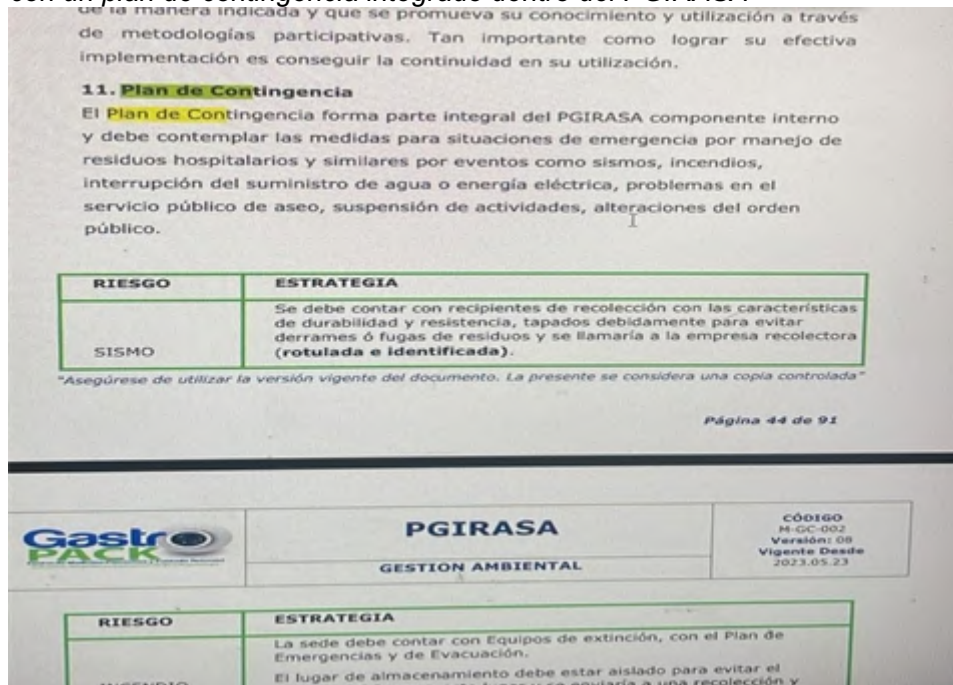 con un plan de contingencia integrado dentro del PGIRASA
de la manera indicada y que se promueva su conocimiento y utilización a través
de metodologías participativas. Tan importante como lograr su efectiva
implementación es conseguir la continuidad en su utilización.
11. Plan de Contingencia
El Plan de Contingencia forma parte integral del PGIRASA componente interno
y debe contemplar las medidas para situaciones de emergencia por manejo de
residuos hospitalarios y similares por eventos como sismos, incendios,
interrupción del suministro de agua o energía eléctrica, problemas en el
servicio público de aseo, suspensión de actividades, alteraciones del orden
público.
RIESGO ESTRATEGIA
SISMO
Se debe contar con recipientes de recolección con las características
de durabilidad y resistencia, tapados debidamente para evitar
derrames ó fugas de residuos y se llamaría a la empresa recolectora
(rotulada e identificada).
"Asegúrese de utilizar la versión vigente del documento. La presente se considera una copia controlada"
Página 44 de 91
Gastro
PACK
PGIRASA
GESTION AMBIENTAL
CÓDIGO
M-GC-002
Versión: 08
Vigente Desde
2023.05.23
RIESGO ESTRATEGIA
La sede debe contar con Equipos de extinción, con el Plan de
Emergencias y de Evacuación.
El lugar de almacenamiento debe estar aislado para evitar el